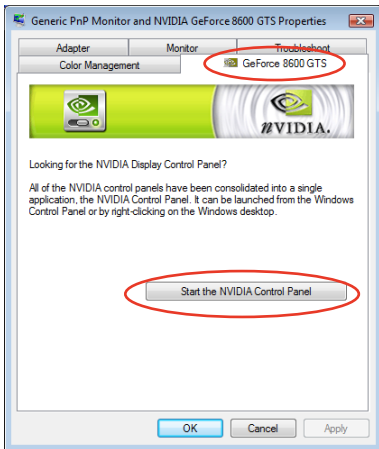 Generic PnP Monitor and NVIDIA GeForce 8600 GTS Properties
Adapter Monitor Troubleshoot
Color Management GeForce 8600 GTS
NVIDIA.
Looking for the NVIDIA Display Control Panel?
All of the NVIDIA control panels have been consolidated into a single
application, the NVIDIA Control Panel. It can be launched from the Windows
Control Panel or by right-clicking on the Windows desktop.
Start the NVIDIA Control Panel
OK Cancel Apply